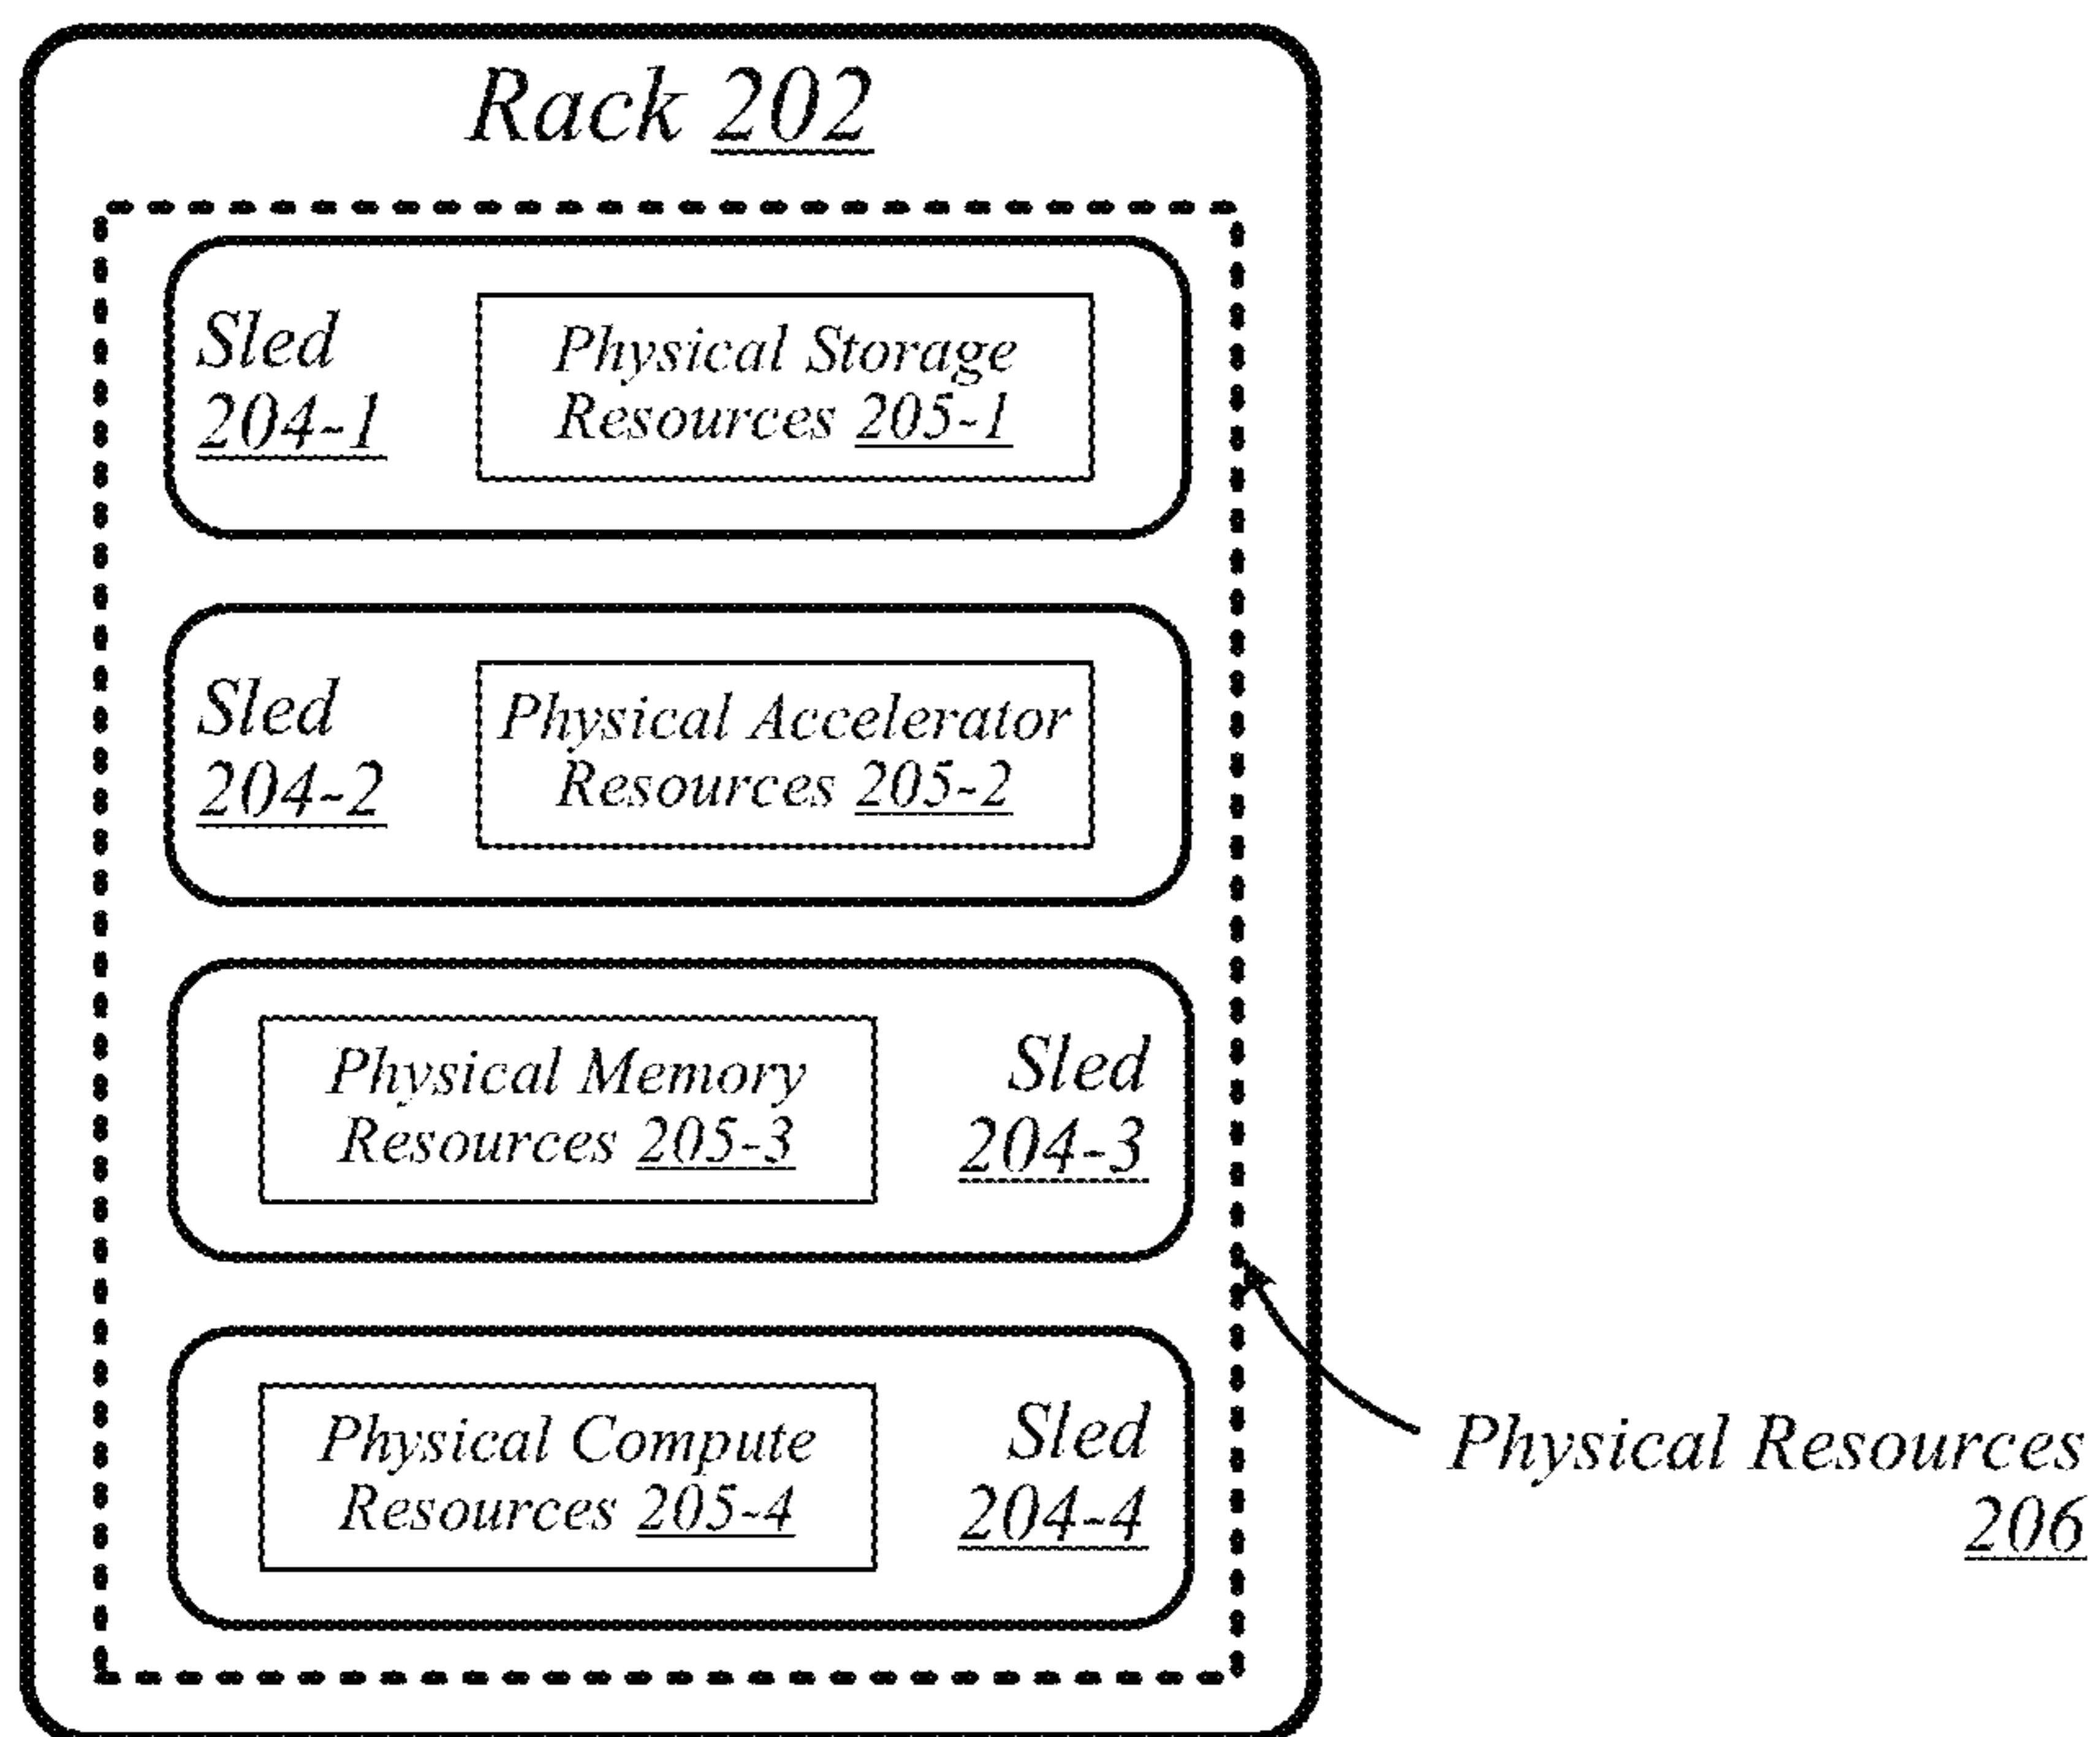 Rack 202
Sled
204-1
Physical Storage
Resources 205-1
Sled
204-2
Physical Accelerator
Resources 205-2
Physical Memory
Resources 205-3
Sled
204-3
Physical Compute
Resources 205-4
Sled
204-4
Physical Resources
206